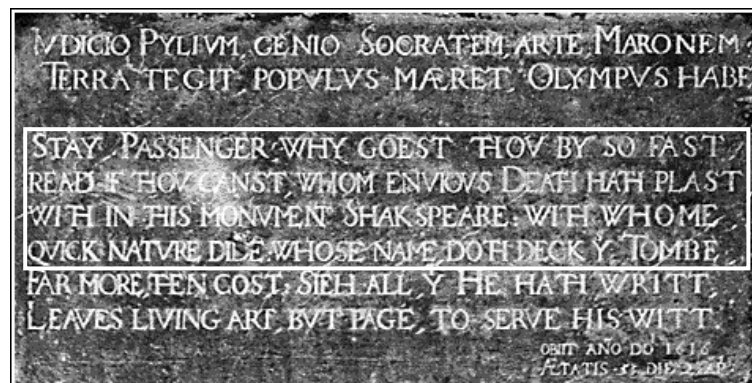 IVDICIO PYLIVM, GENIO SOCRATEM, ARTE MARONEM,
TERRA TEGIT, POPVLVS MÆRET, OLYMPVS HABE
STAY PASSENGER, WHY GOEST THOV BY SO FAST,
READ IF THOV CANST, WHOM ENVIOVS DEATH HATH PLAST
WITH IN THIS MONVMENT SHAKSPEARE: WITH WHOME,
QVICK NATVRE DIDE: WHOSE NAME, DOTH DECK Y TOMBE,
FAR MORE, THEN COST: SIEH ALL, Y HE HATH WRITT,
LEAVES LIVING ART, BVT PAGE, TO SERVE HIS WITT.
OBIIT AÑO DO 1616
ÆTATIS 53 DIE 23 AP.